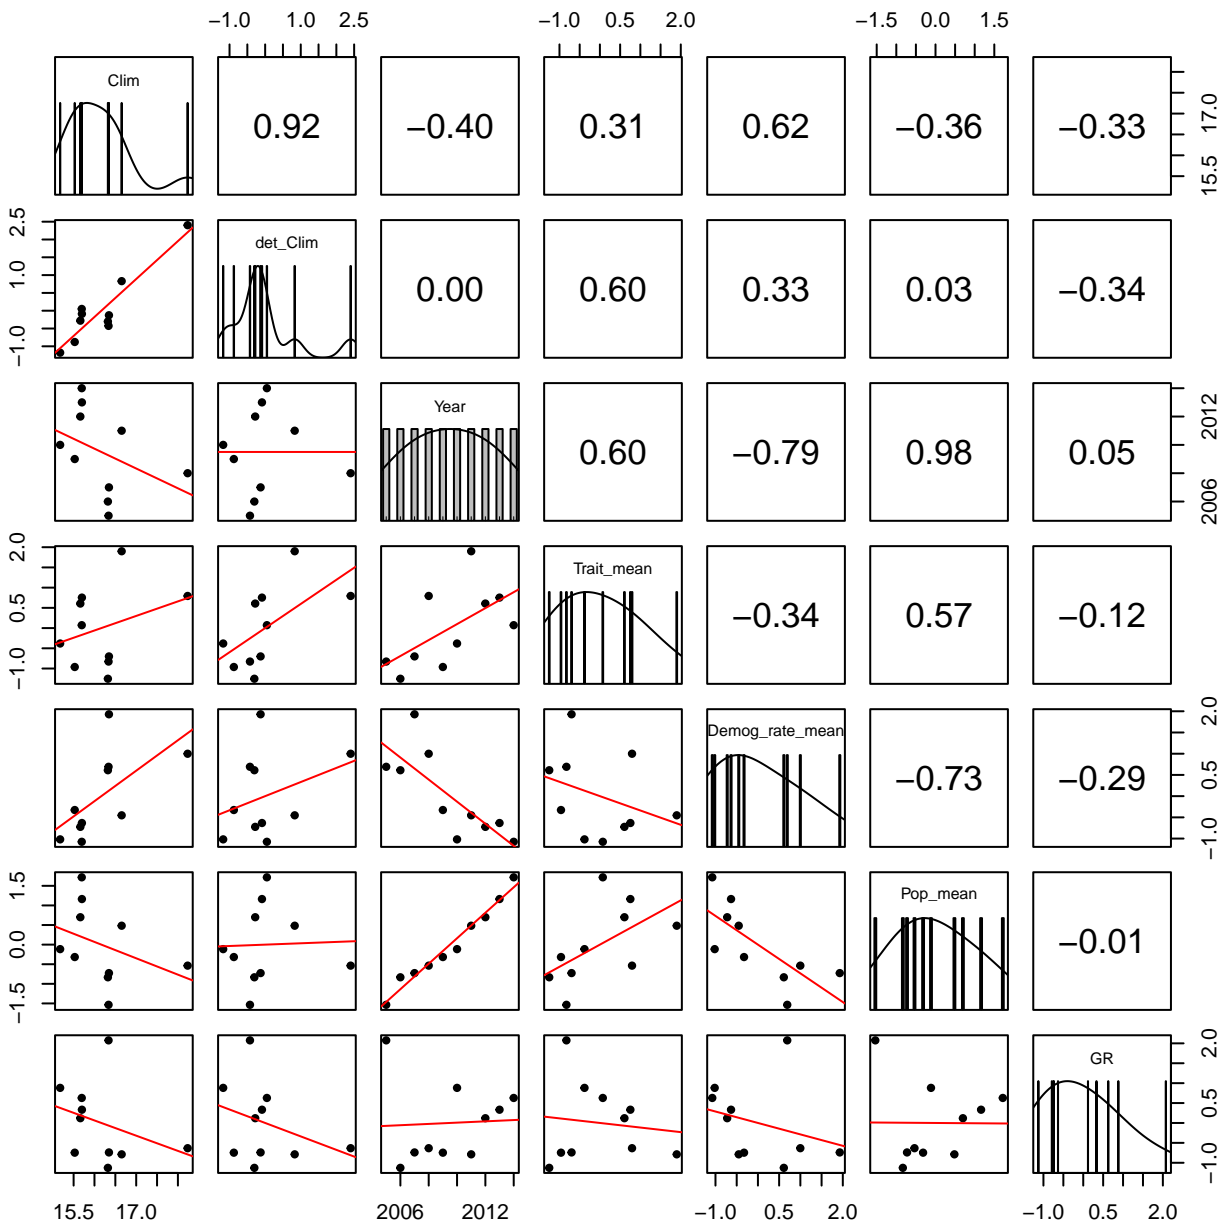 −1.0 1.0 2.5 −1.0 0.5 2.0 −1.5 0.0 1.5
Clim 0.92 −0.40 0.31 0.62 −0.36 −0.33 15.5 17.0
−1.0 1.0 2.5 det_Clim 0.00 0.60 0.33 0.03 −0.34
Year 0.60 −0.79 0.98 0.05 2006 2012
−1.0 0.5 2.0 Trait_mean −0.34 0.57 −0.12
Demog_rate_mean −0.73 −0.29 −1.0 0.5 2.0
−1.5 0.0 1.5 Pop_mean −0.01
GR −1.0 0.5 2.0
15.5 17.0 2006 2012 −1.0 0.5 2.0 −1.0 0.5 2.0